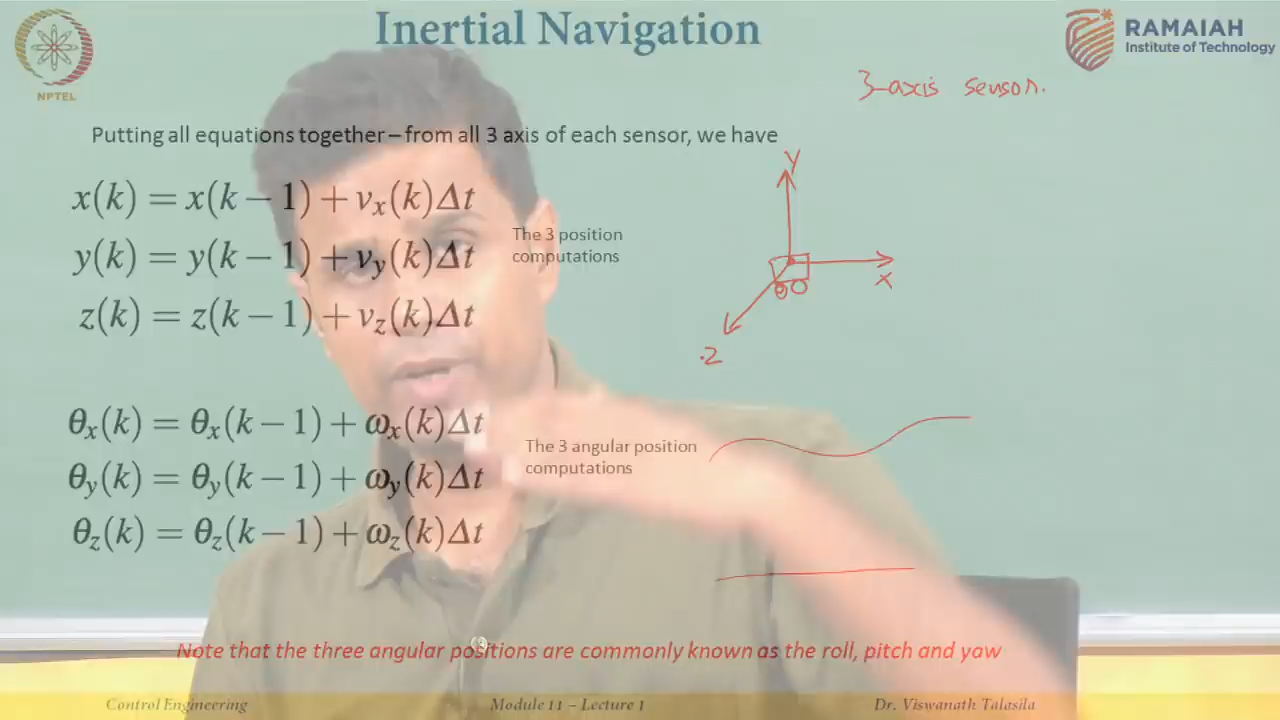 Inertial Navigation
NPTEL
RAMAIAH
Institute of Technology
3-axis sensor.
Putting all equations together – from all 3 axis of each sensor, we have
x(k) = x(k − 1) + vₓ(k)Δt
y(k) = y(k − 1) + v_y(k)Δt
z(k) = z(k − 1) + v_z(k)Δt
The 3 position
computations
Y
X
Z
θₓ(k) = θₓ(k − 1) + ωₓ(k)Δt
θ_y(k) = θ_y(k − 1) + ω_y(k)Δt
θ_z(k) = θ_z(k − 1) + ω_z(k)Δt
The 3 angular position
computations
Note that the three angular positions are commonly known as the roll, pitch and yaw
Control Engineering
Module 11 – Lecture 1
Dr. Viswanath Talasila